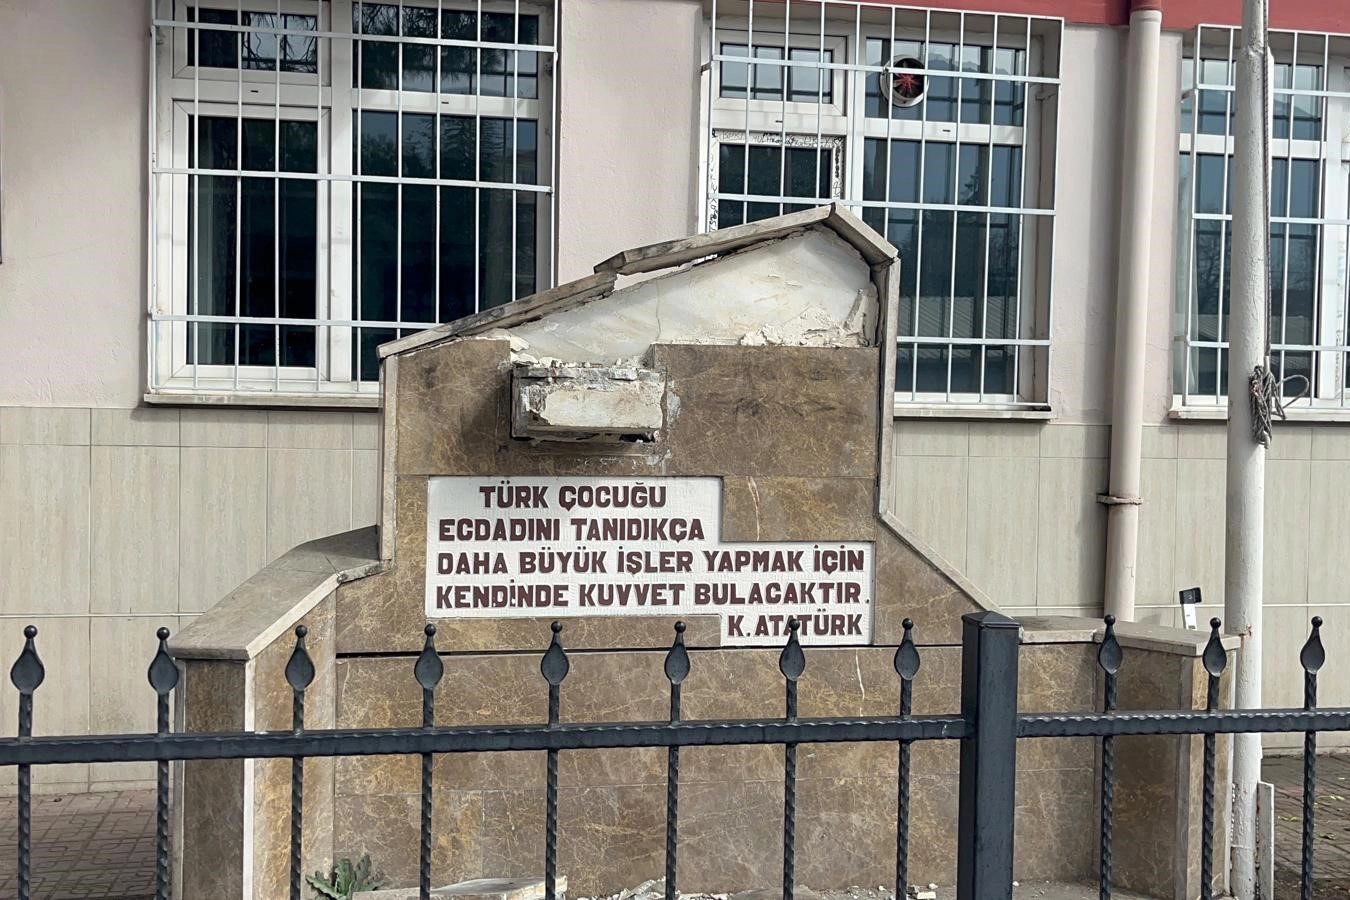 TÜRK ÇOCUĞU
ECDADINI TANIDIKÇA
DAHA BÜYÜK İŞLER YAPMAK İÇİN
KENDİNDE KUVVET BULACAKTIR.
K. ATATÜRK